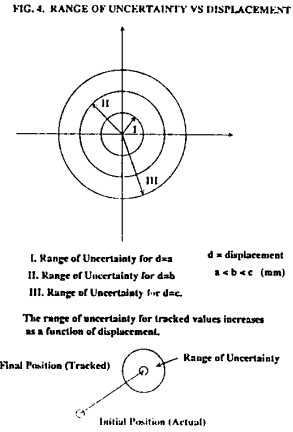 FIG. 4. RANGE OF UNCERTAINTY VS DISPLACEMENT
II
I
III
I. Range of Uncertainty for d=a
d = displacement
II. Range of Uncertainty for d=b
a < b < c (mm)
III. Range of Uncertainty for d=c.
The range of uncertainty for tracked values increases
as a function of displacement.
Final Position (Tracked)
Range of Uncertainty
Initial Position (Actual)